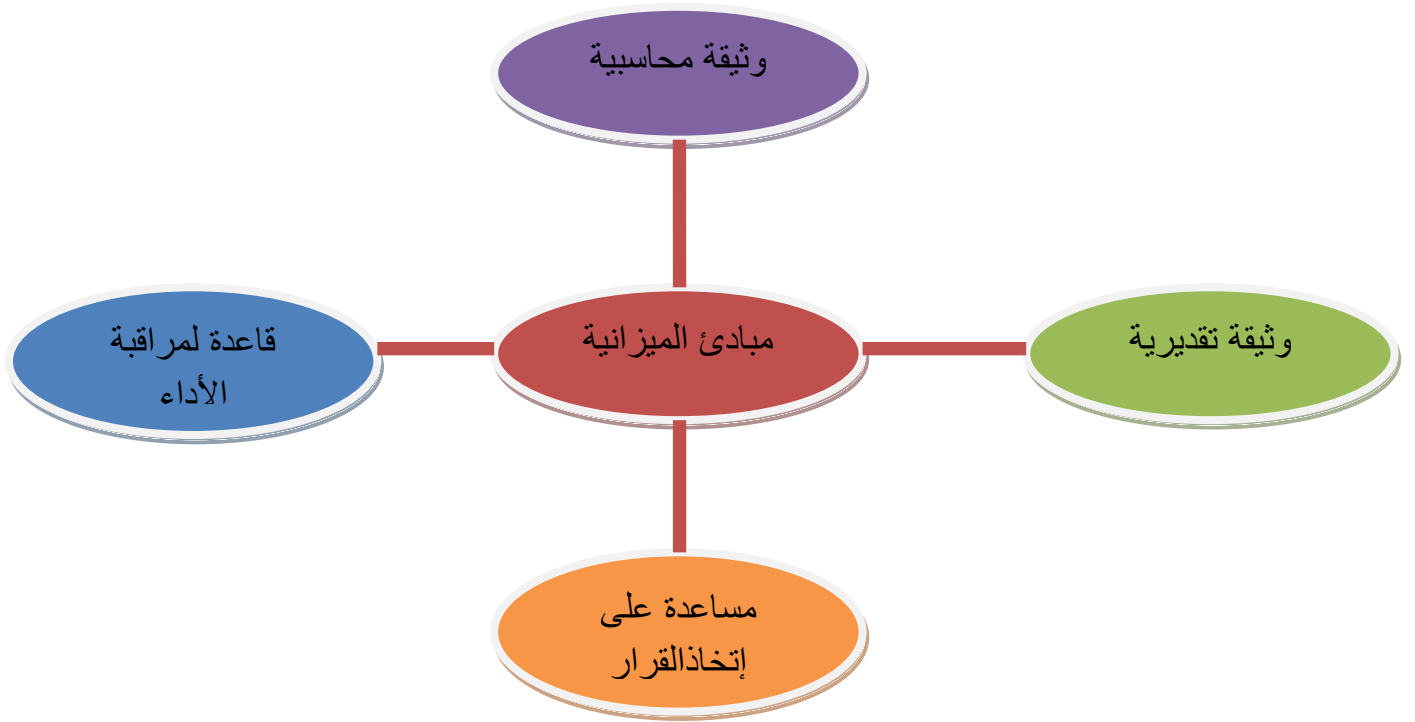 وثيقة محاسبية
وثيقة تقديرية
مبادئ الميزانية
قاعدة لمراقبة
الأداء
مساعدة على
إتخاذالقرار